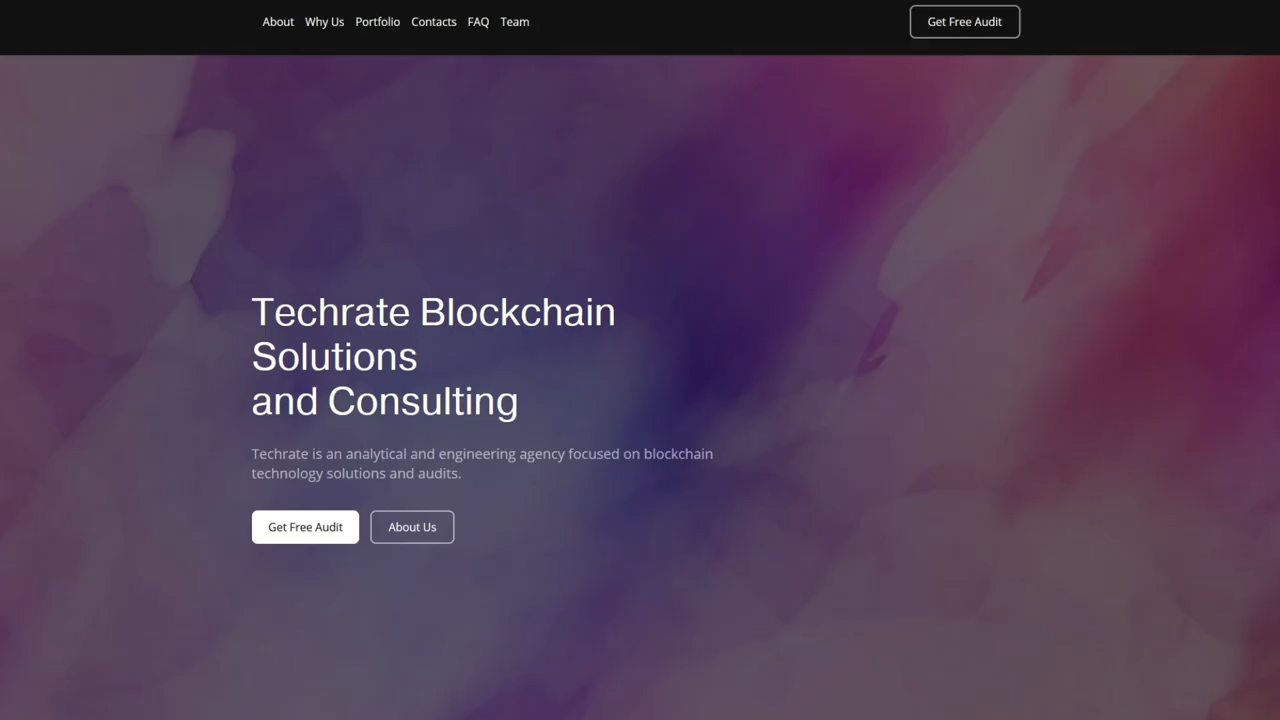 About Why Us Portfolio Contacts FAQ Team Get Free Audit
Techrate Blockchain
Solutions
and Consulting
Techrate is an analytical and engineering agency focused on blockchain
technology solutions and audits.
Get Free Audit About Us